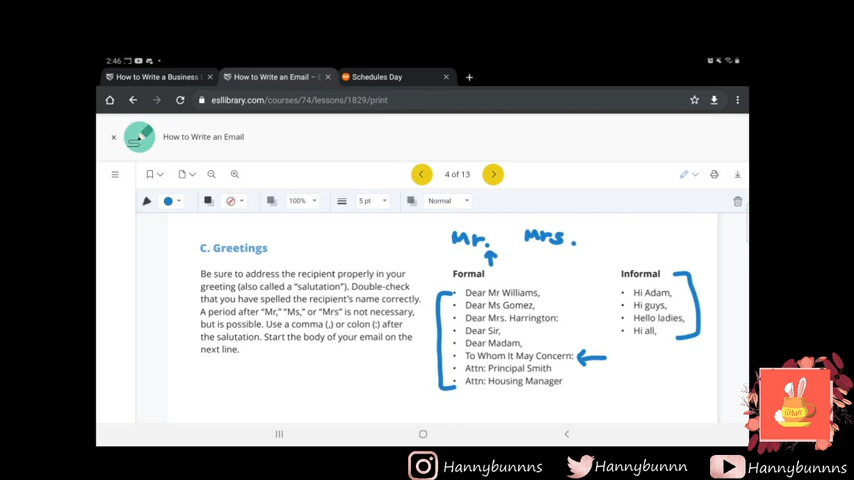 2:46
How to Write a Business
How to Write an Email –
Schedules Day
esllibrary.com/courses/74/lessons/1829/print
How to Write an Email
4 of 13
100%
5 pt
Normal
Mr. Mrs.
C. Greetings
Be sure to address the recipient properly in your
greeting (also called a “salutation”). Double-check
that you have spelled the recipient’s name correctly.
A period after “Mr,” “Ms,” or “Mrs” is not necessary,
but is possible. Use a comma (,) or colon (:) after
the salutation. Start the body of your email on the
next line.
Formal
• Dear Mr Williams,
• Dear Ms Gomez,
• Dear Mrs. Harrington:
• Dear Sir,
• Dear Madam,
• To Whom It May Concern:
• Attn: Principal Smith
• Attn: Housing Manager
Informal
• Hi Adam,
• Hi guys,
• Hello ladies,
• Hi all,
Hannybunnns
Hannybunnn
Hannybunnns